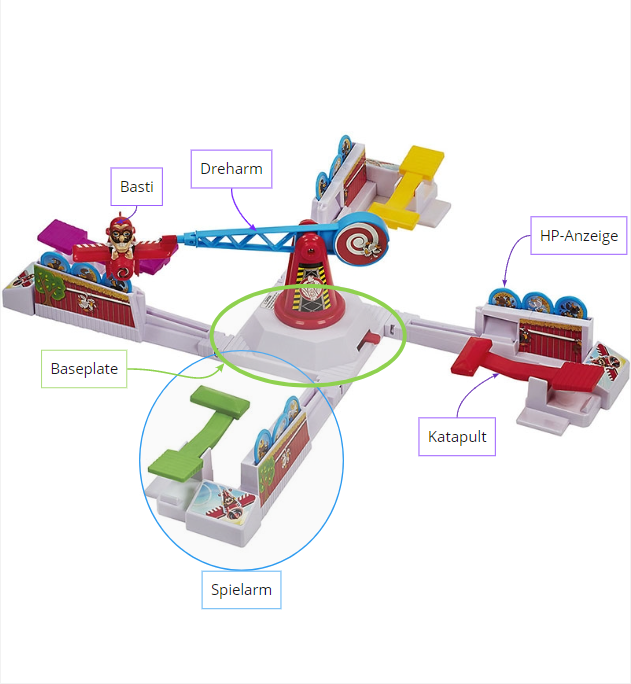 Dreharm
Basti
HP-Anzeige
Baseplate
Katapult
Spielarm